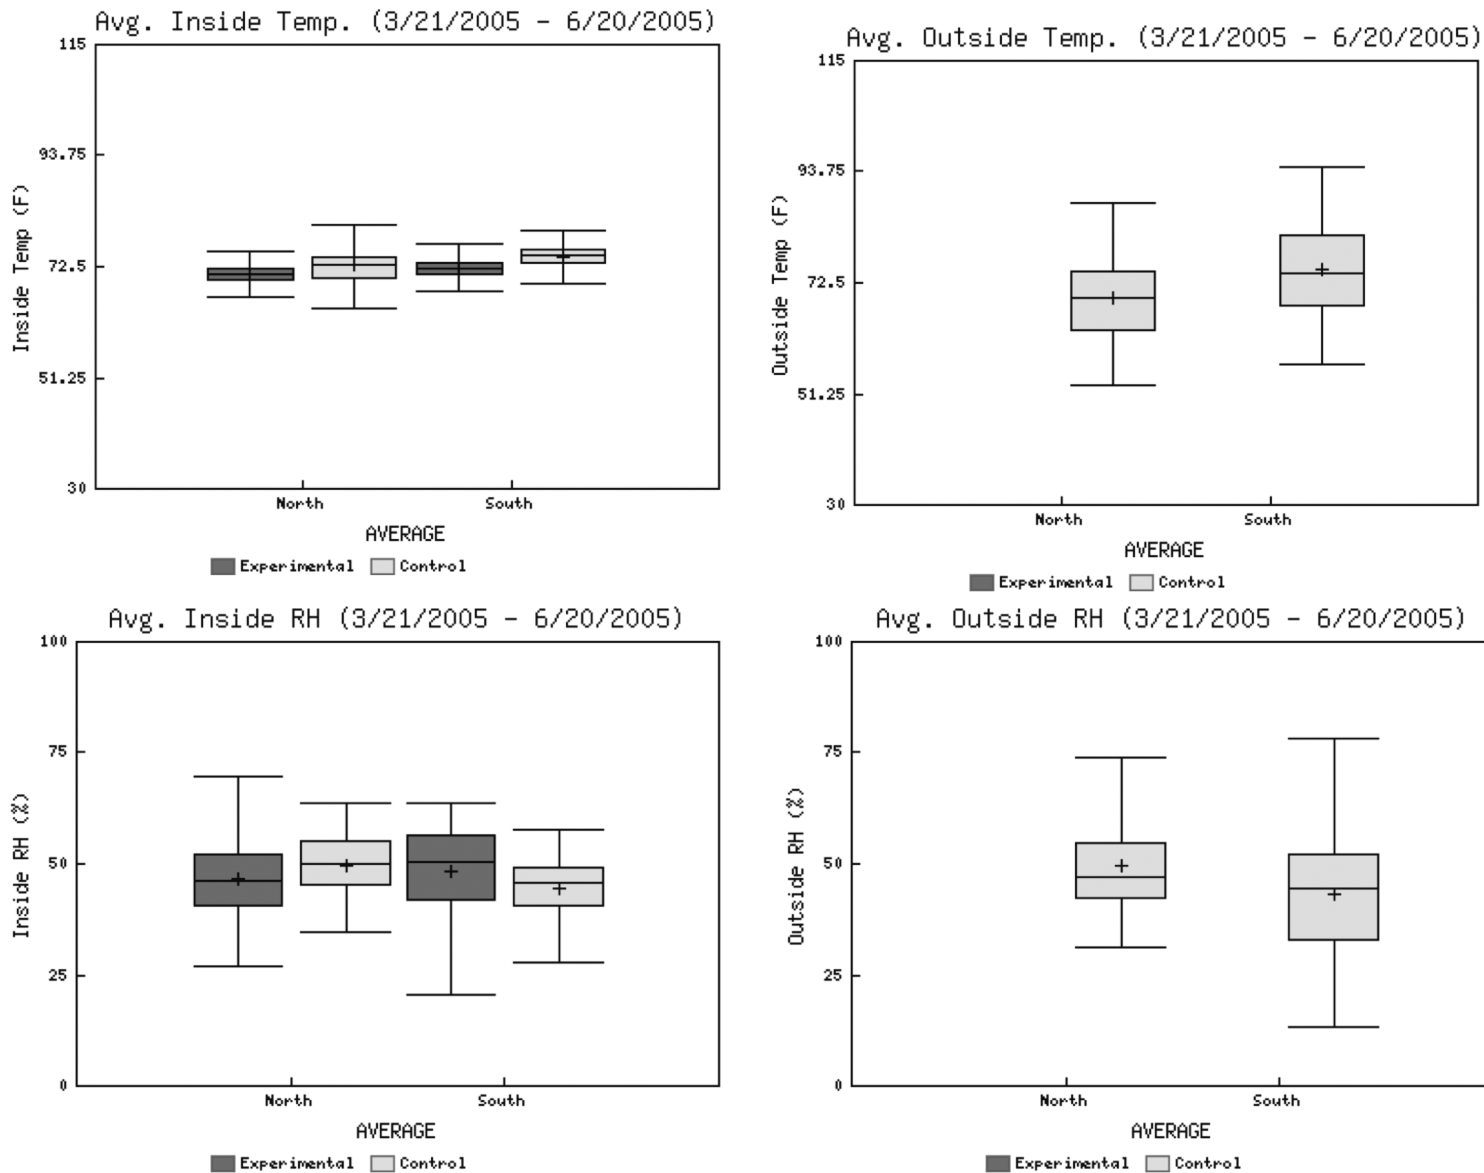 Avg. Inside Temp. (3/21/2005 - 6/20/2005)
115
93.75
72.5
51.25
30
Inside Temp (F)
North South
AVERAGE
Experimental Control
Avg. Outside Temp. (3/21/2005 - 6/20/2005)
115
93.75
72.5
51.25
30
Outside Temp (F)
North South
AVERAGE
Experimental Control
Avg. Inside RH (3/21/2005 - 6/20/2005)
100
75
50
25
0
Inside RH (%)
North South
AVERAGE
Experimental Control
Avg. Outside RH (3/21/2005 - 6/20/2005)
100
75
50
25
0
Outside RH (%)
North South
AVERAGE
Experimental Control